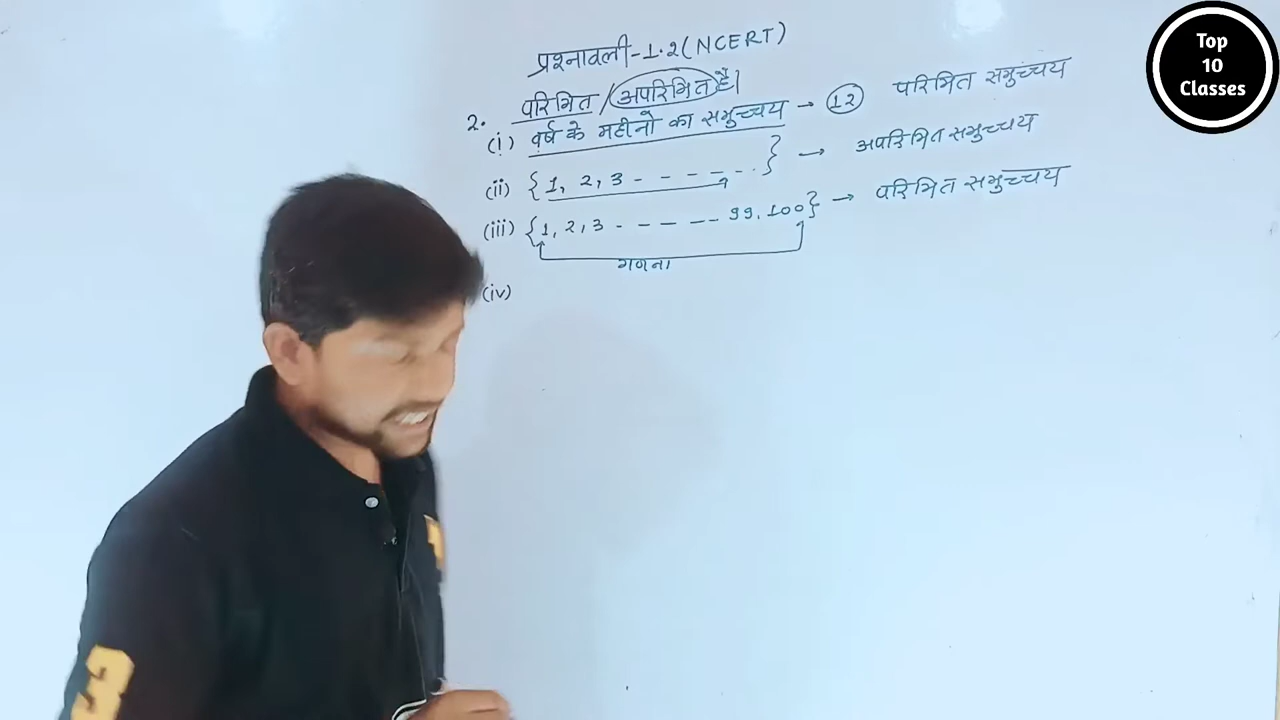 प्रश्नावली-1.2(NCERT)
2. परिमित / अपरिमित है।
(i) वर्ष के महीनो का समुच्चय → 12 परिमित समुच्चय
(ii) {1, 2, 3 - - - - - - . } → अपरिमित समुच्चय
(iii) {1, 2, 3 - - - - - - 99, 100} → परिमित समुच्चय
गणना
(iv)
Top
10
Classes
3